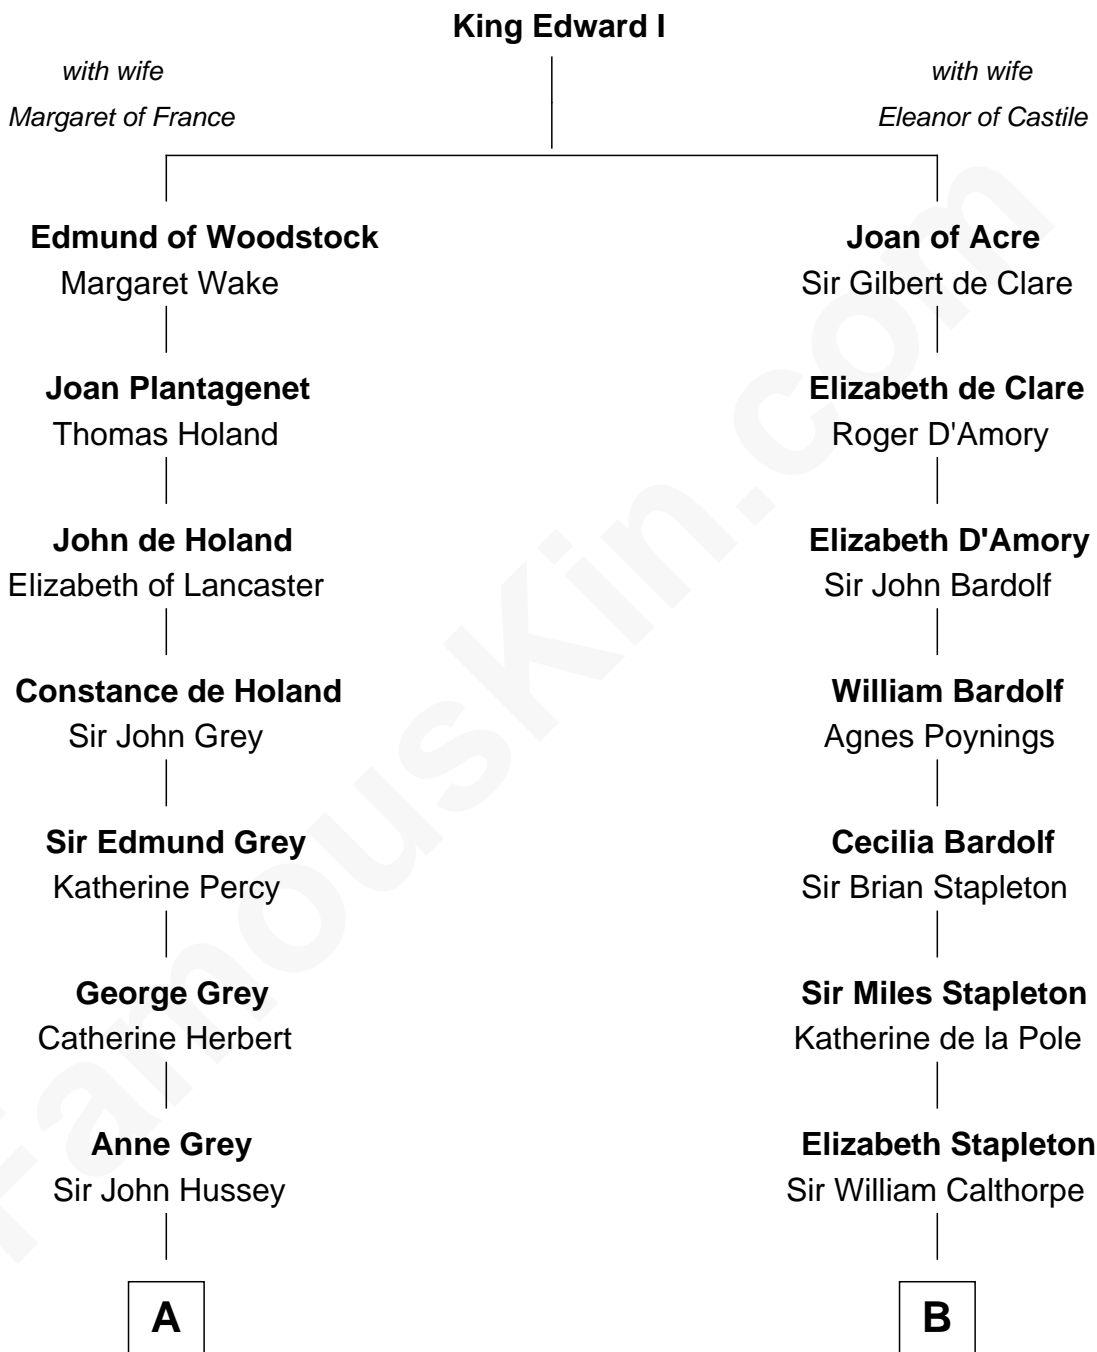 King Edward I
with wife
Margaret of France
with wife
Eleanor of Castile
Edmund of Woodstock
Margaret Wake
Joan of Acre
Sir Gilbert de Clare
Joan Plantagenet
Thomas Holand
Elizabeth de Clare
Roger D'Amory
John de Holand
Elizabeth of Lancaster
Elizabeth D'Amory
Sir John Bardolf
Constance de Holand
Sir John Grey
William Bardolf
Agnes Poynings
Sir Edmund Grey
Katherine Percy
Cecilia Bardolf
Sir Brian Stapleton
George Grey
Catherine Herbert
Sir Miles Stapleton
Katherine de la Pole
Anne Grey
Sir John Hussey
Elizabeth Stapleton
Sir William Calthorpe
A
B
FamousKin.com